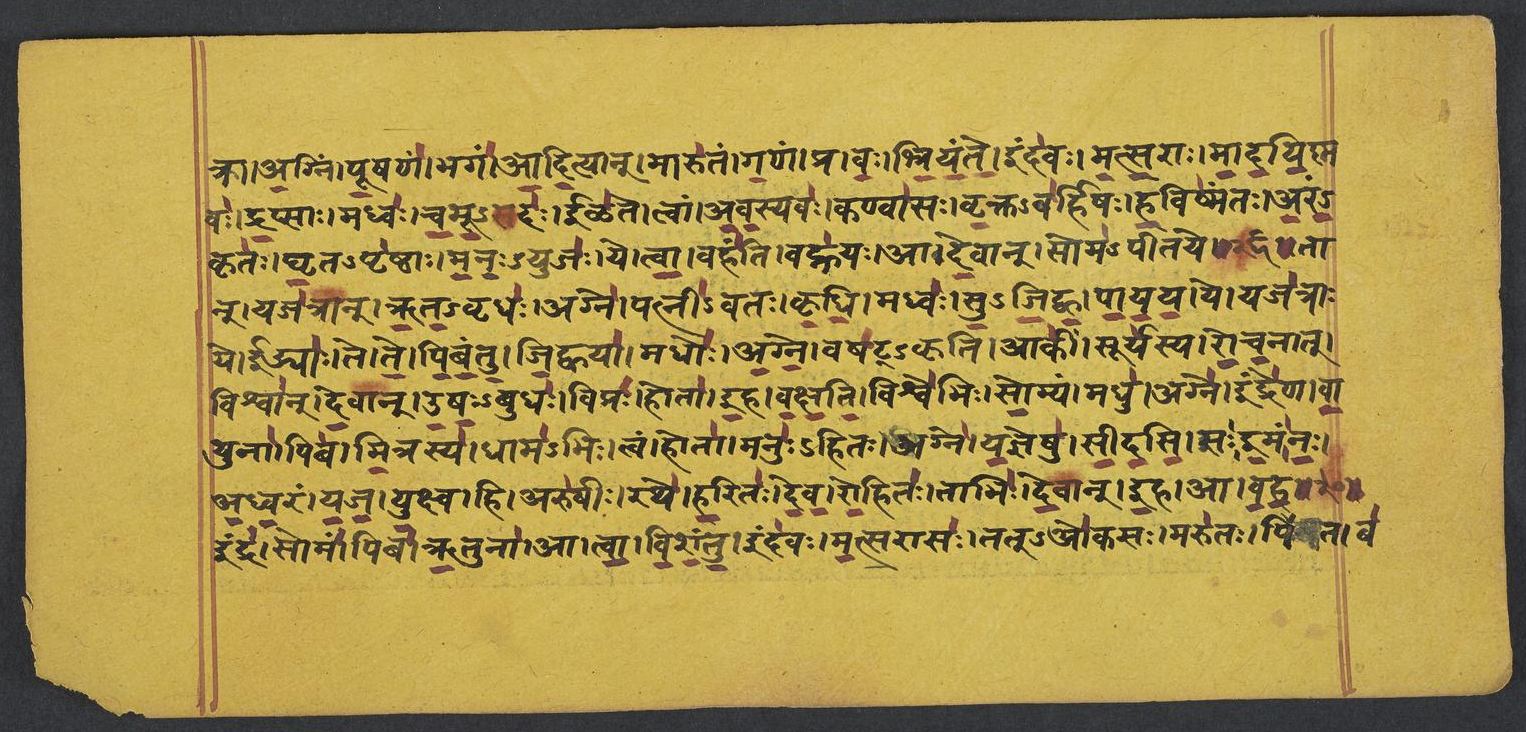 त्रा।अग्निं।पूषणं।भगं।आदित्यान्।मारुतं।गणं।प्र।वः।भ्रियंते।इंदवः।मत्सराः।मादयिष्ण
वः।द्रप्साः।मध्वः।चमूऽसदः।ईळते।त्वां।अवस्यवः।कण्वासः।वृक्तऽबर्हिषः।हविष्मंतः।अरंऽ
कृतः।घृतऽपृष्ठाः।मनःऽयुजः।ये।त्वा।वहंति।वह्नयः।आ।देवान्।सोमऽपीतये॥ता
न्।यजत्रान्।ऋतऽवृधः।अग्ने।पत्नीऽवतः।कृधि।मध्वः।सुऽजिह्व।पायय।ये।यजत्राः
ये।ईड्याः।ते।ते।पिबंतु।जिह्वया।मधोः।अग्ने।वषट्ऽकृति।आकीं।सूर्यस्य।रोचनात्।
विश्वान्।देवान्।उषःऽबुधः।विप्रः।होता।इह।वक्षति।विश्वेभिः।सोम्यं।मधु।अग्ने।इंद्रेण।वा
युना।पिब।मित्रस्य।धामऽभिः।त्वं।होता।मनुःऽहितः।अग्ने।यज्ञेषु।सीदसि।सः।इमं।नः।
अध्वरं।यज।युक्ष्व।हि।अरुषीः।रथे।हरितः।देव।रोहितः।ताभिः।देवान्।इह।आ।वह॥२७॥
इंद्र।सोमं।पिब।ऋतुना।आ।त्वा।विशंतु।इंदवः।मत्सरासः।तत्ऽओकसः।मरुतः।पिबत।व